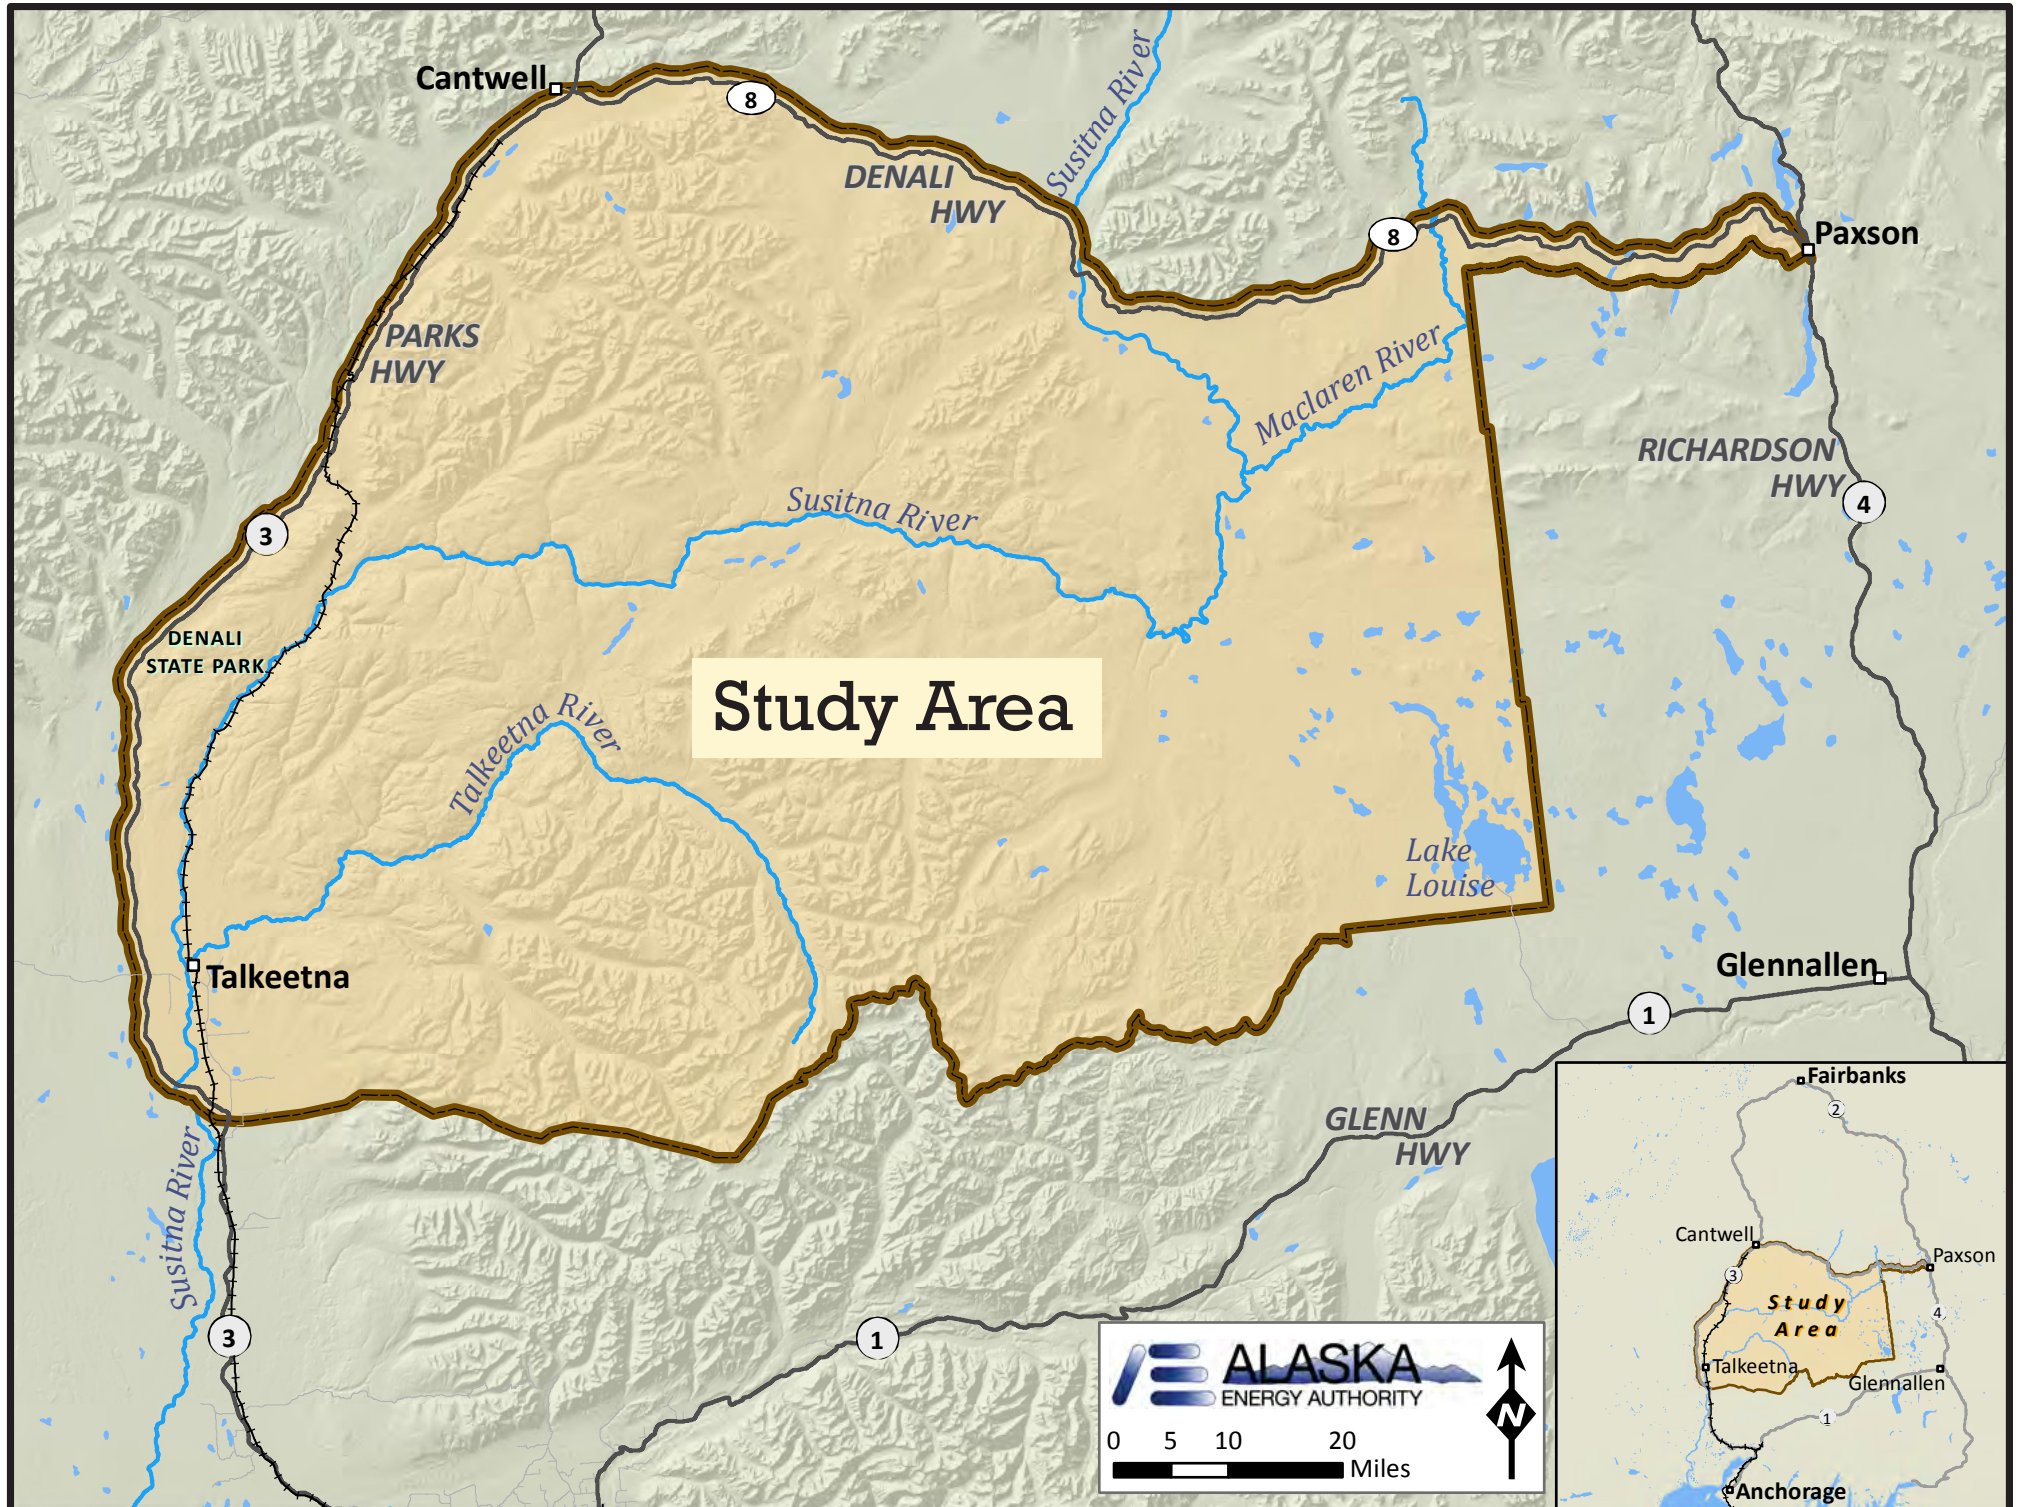 Cantwell
8
Susitna River
DENALI
HWY
8
Paxson
PARKS
HWY
Maclaren River
RICHARDSON
HWY
4
Susitna River
3
DENALI
STATE PARK
Study Area
Talkeetna River
Lake
Louise
Talkeetna
Glennallen
1
GLENN
HWY
Susitna River
3
1
ALASKA
ENERGY AUTHORITY
N
0 5 10 20
Miles
Fairbanks
2
Cantwell
Paxson
3
Study
Area
4
Talkeetna
Glennallen
1
Anchorage